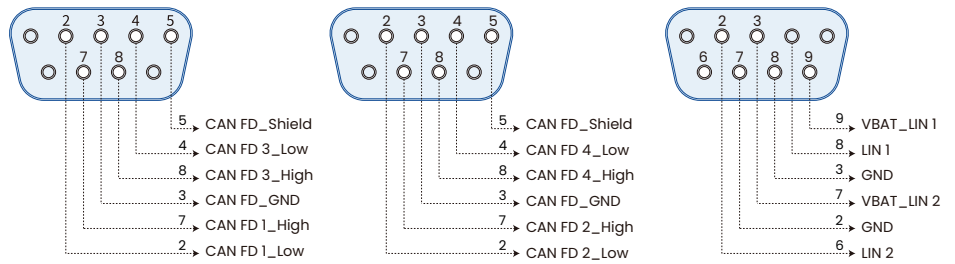 2 3 4 5
7 8
5 CAN FD_Shield
4 CAN FD 3_Low
8 CAN FD 3_High
3 CAN FD_GND
7 CAN FD 1_High
2 CAN FD 1_Low
2 3 4 5
7 8
5 CAN FD_Shield
4 CAN FD 4_Low
8 CAN FD 4_High
3 CAN FD_GND
7 CAN FD 2_High
2 CAN FD 2_Low
2 3
6 7 8 9
9 VBAT_LIN 1
8 LIN 1
3 GND
7 VBAT_LIN 2
2 GND
6 LIN 2